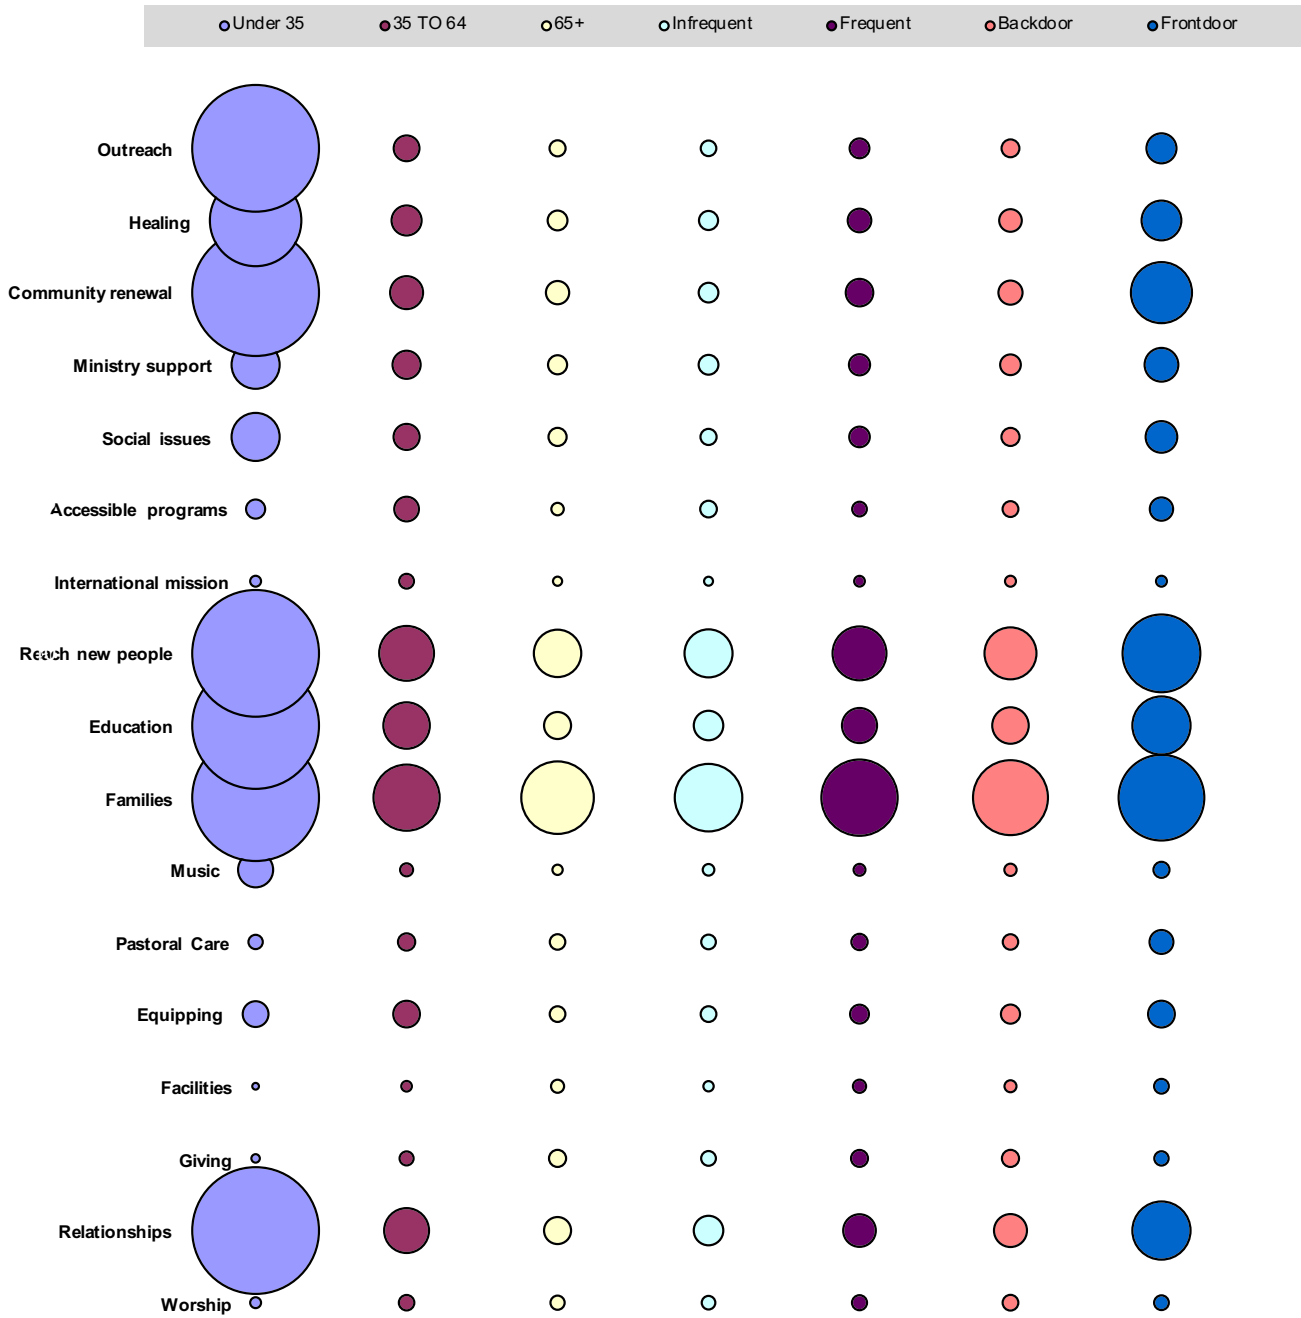 Under 35 35 TO 64 65+ Infrequent Frequent Backdoor Frontdoor
Outreach
Healing
Community renewal
Ministry support
Social issues
Accessible programs
International mission
Reach new people
Education
Families
Music
Pastoral Care
Equipping
Facilities
Giving
Relationships
Worship